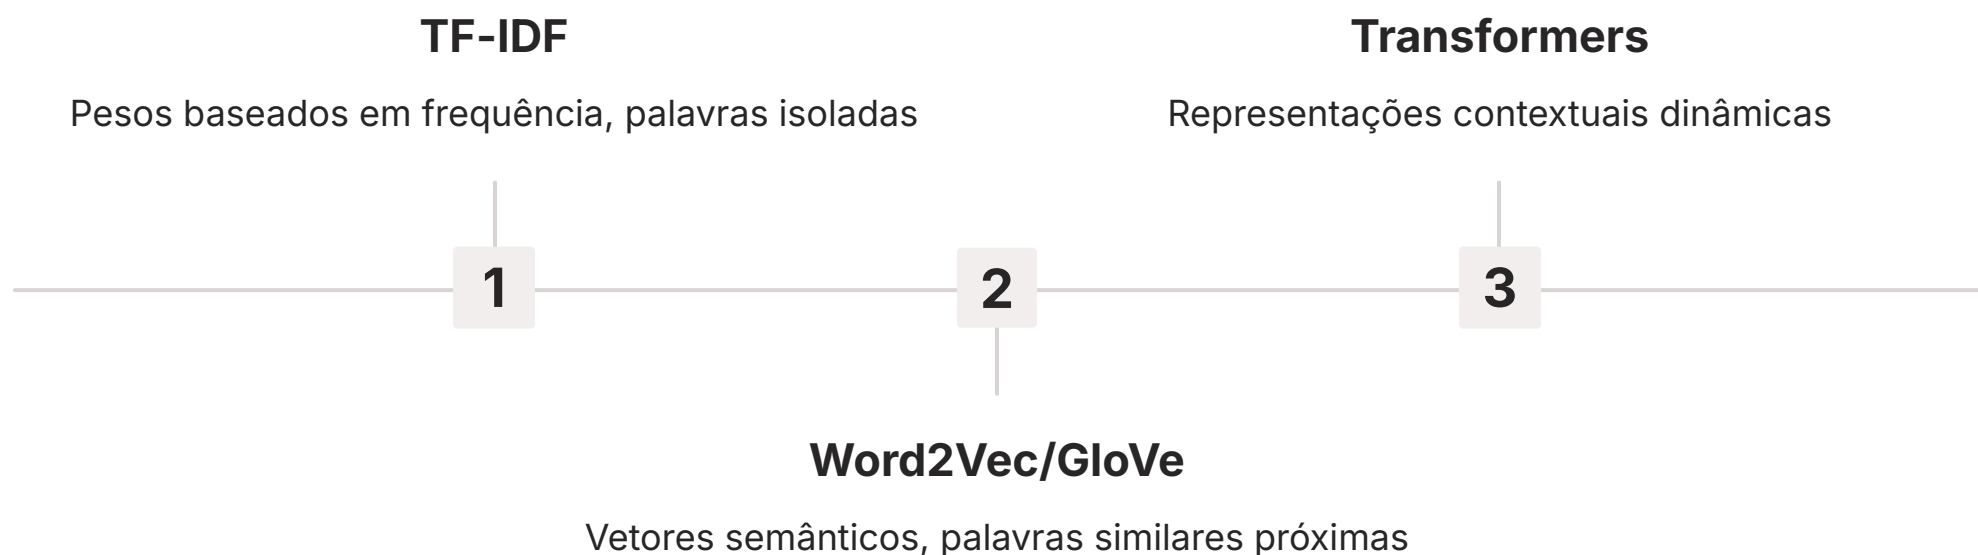 TF-IDF
Pesos baseados em frequência, palavras isoladas
Transformers
Representações contextuais dinâmicas
1
2
3
Word2Vec/GloVe
Vetores semânticos, palavras similares próximas